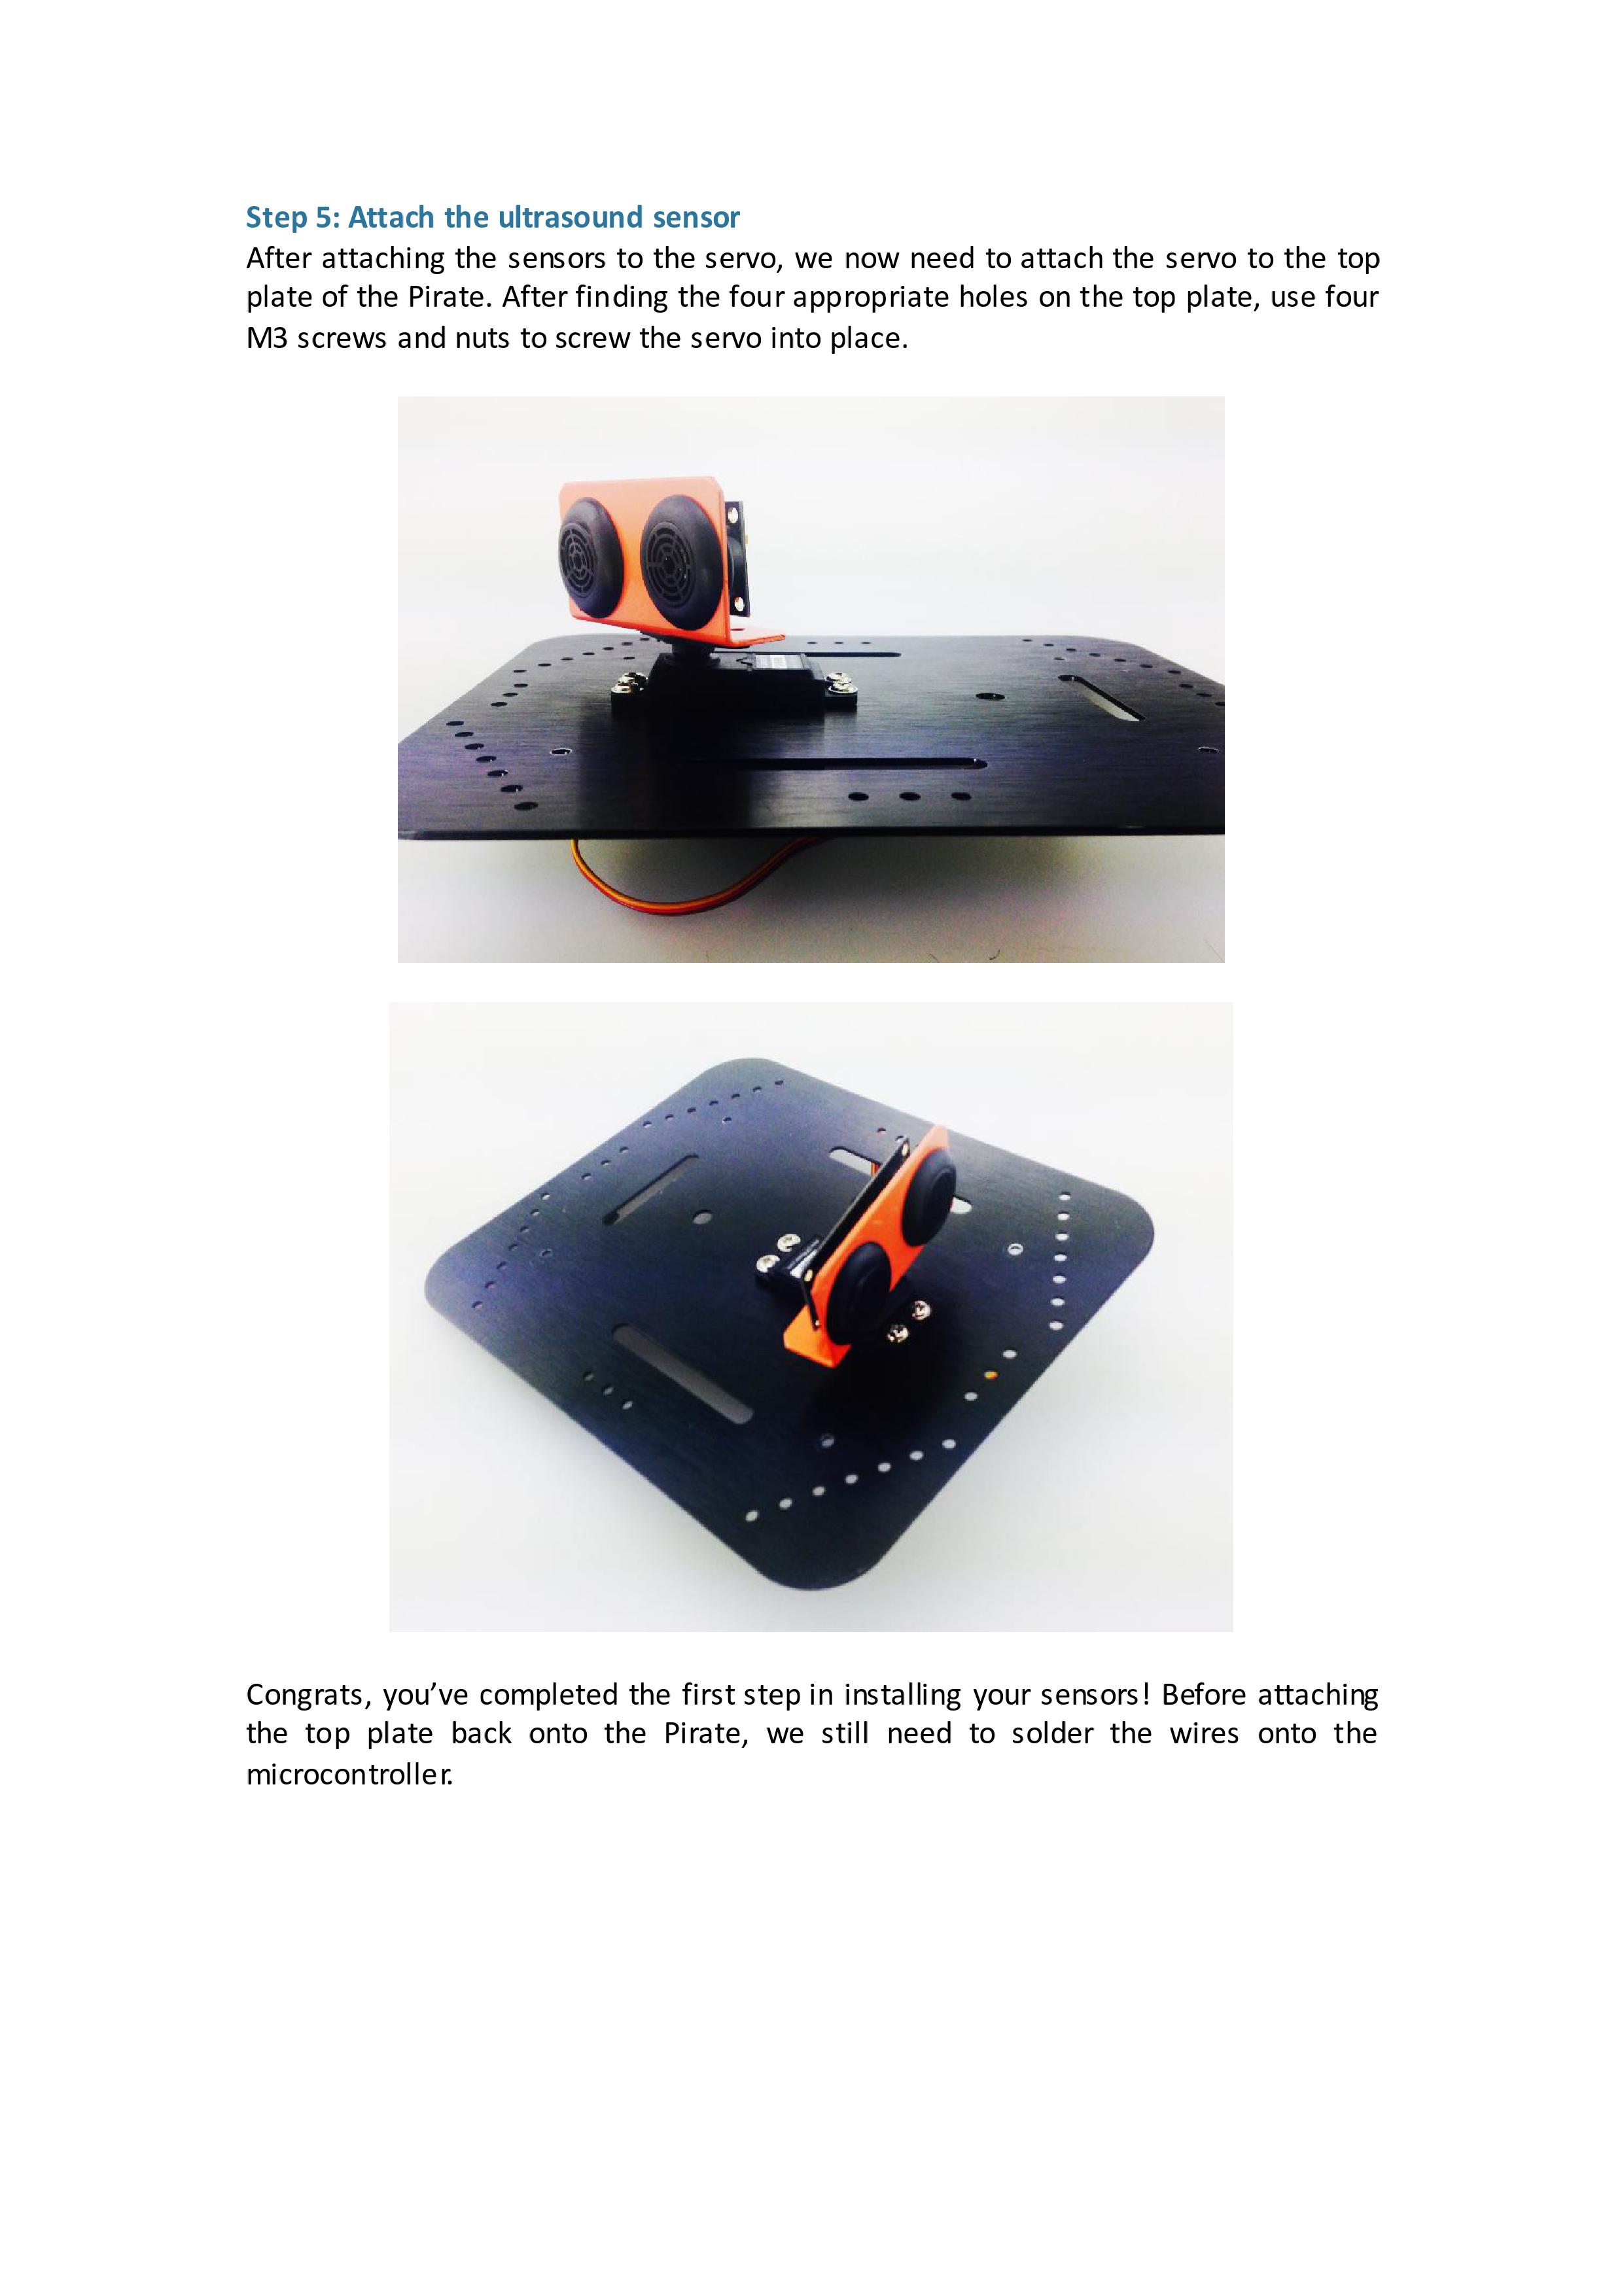 Step 5: Attach the ultrasound sensor
After attaching the sensors to the servo, we now need to attach the servo to the top
plate of the Pirate. After finding the four appropriate holes on the top plate, use four
M3 screws and nuts to screw the servo into place.
Congrats, you’ve completed the first step in installing your sensors! Before attaching
the top plate back onto the Pirate, we still need to solder the wires onto the
microcontroller.